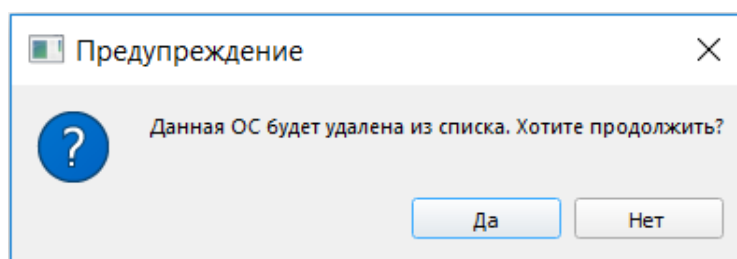 Предупреждение
Данная ОС будет удалена из списка. Хотите продолжить?
Да
Нет